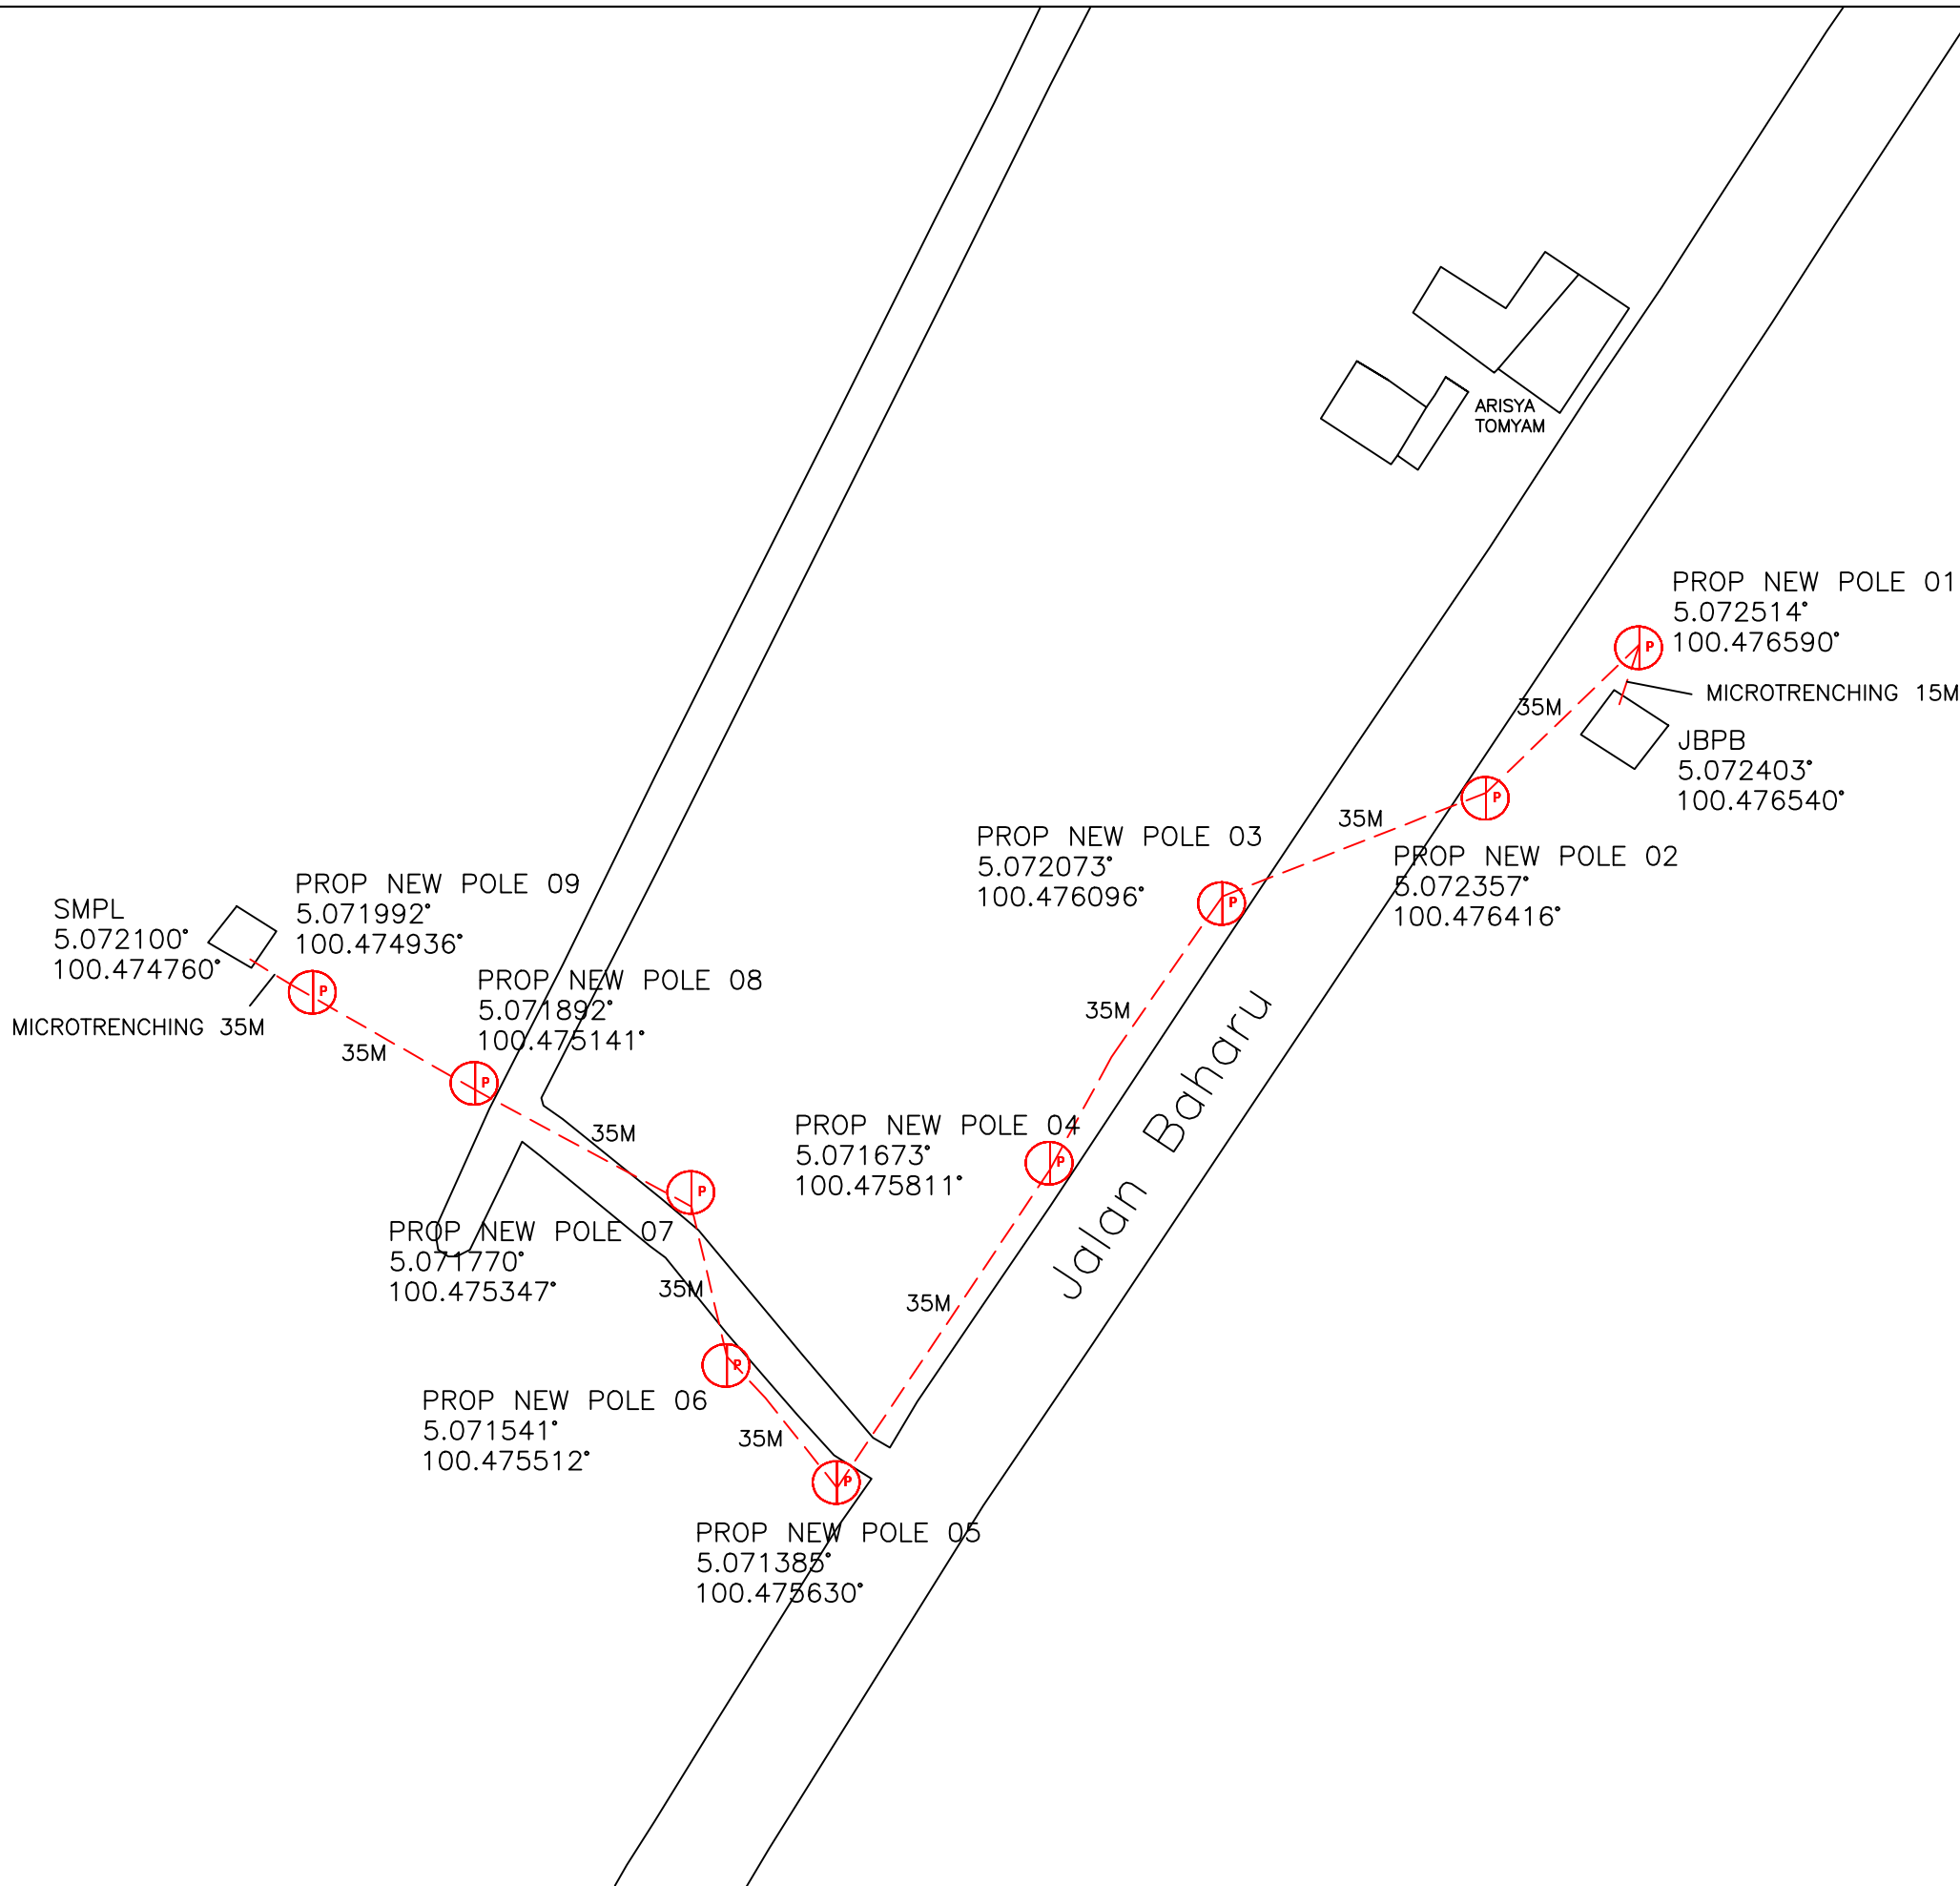 ARISYA
TOMYAM
PROP NEW POLE 01
5.072514°
100.476590°
MICROTRENCHING 15M
35M
JBPB
5.072403°
100.476540°
35M
PROP NEW POLE 03
5.072073°
100.476096°
PROP NEW POLE 02
5.072357°
100.476416°
PROP NEW POLE 09
5.071992°
100.474936°
SMPL
5.072100°
100.474760°
PROP NEW POLE 08
5.071892°
100.475141°
MICROTRENCHING 35M
35M
35M
35M
PROP NEW POLE 04
5.071673°
100.475811°
Jalan Baharu
PROP NEW POLE 07
5.071770°
100.475347°
35M
35M
PROP NEW POLE 06
5.071541°
100.475512°
35M
PROP NEW POLE 05
5.071385°
100.475630°
P
P
P
P
P
P
P
P
P